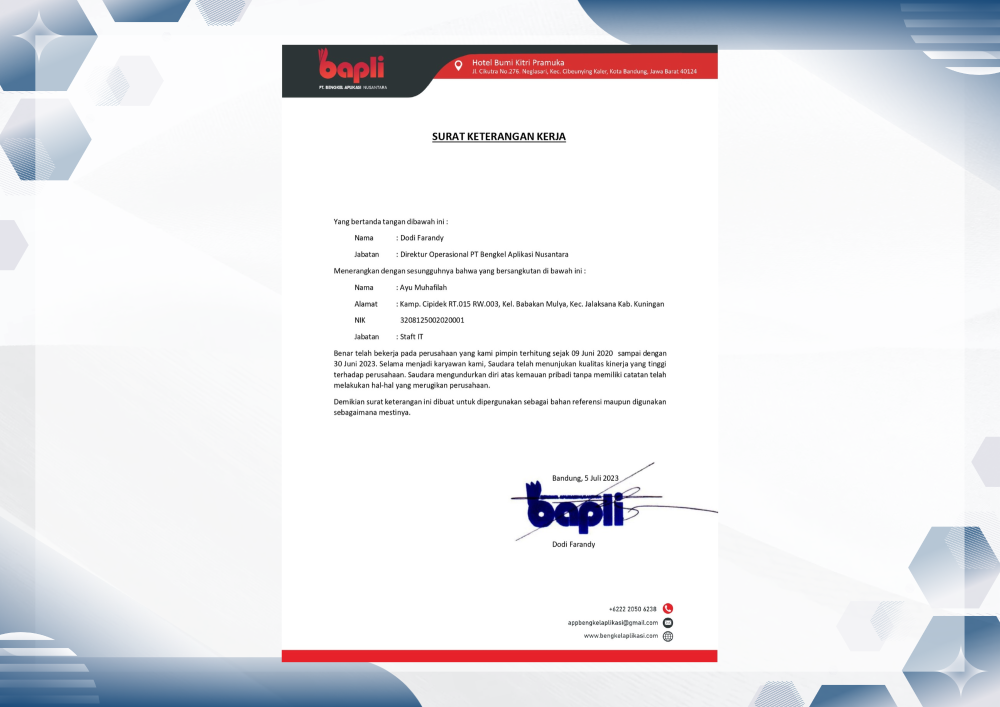 bapli
PT. BENGKEL APLIKASI NUSANTARA
Hotel Bumi Kitri Pramuka
Jl. Cikutra No.276. Neglasari, Kec. Cibeunying Kaler, Kota Bandung, Jawa Barat 40124
SURAT KETERANGAN KERJA
Yang bertanda tangan dibawah ini :
Nama : Dodi Farandy
Jabatan : Direktur Operasional PT Bengkel Aplikasi Nusantara
Menerangkan dengan sesungguhnya bahwa yang bersangkutan di bawah ini :
Nama : Ayu Muhafilah
Alamat : Kamp. Cipidek RT.015 RW.003, Kel. Babakan Mulya, Kec. Jalaksana Kab. Kuningan
NIK 3208125002020001
Jabatan : Staft IT
Benar telah bekerja pada perusahaan yang kami pimpin terhitung sejak 09 Juni 2020 sampai dengan
30 Juni 2023. Selama menjadi karyawan kami, Saudara telah menunjukan kualitas kinerja yang tinggi
terhadap perusahaan. Saudara mengundurkan diri atas kemauan pribadi tanpa memiliki catatan telah
melakukan hal-hal yang merugikan perusahaan.
Demikian surat keterangan ini dibuat untuk dipergunakan sebagai bahan referensi maupun digunakan
sebagaimana mestinya.
Bandung, 5 Juli 2023
bapli
Dodi Farandy
+6222 2050 6238
appbengkelaplikasi@gmail.com
www.bengkelaplikasi.com